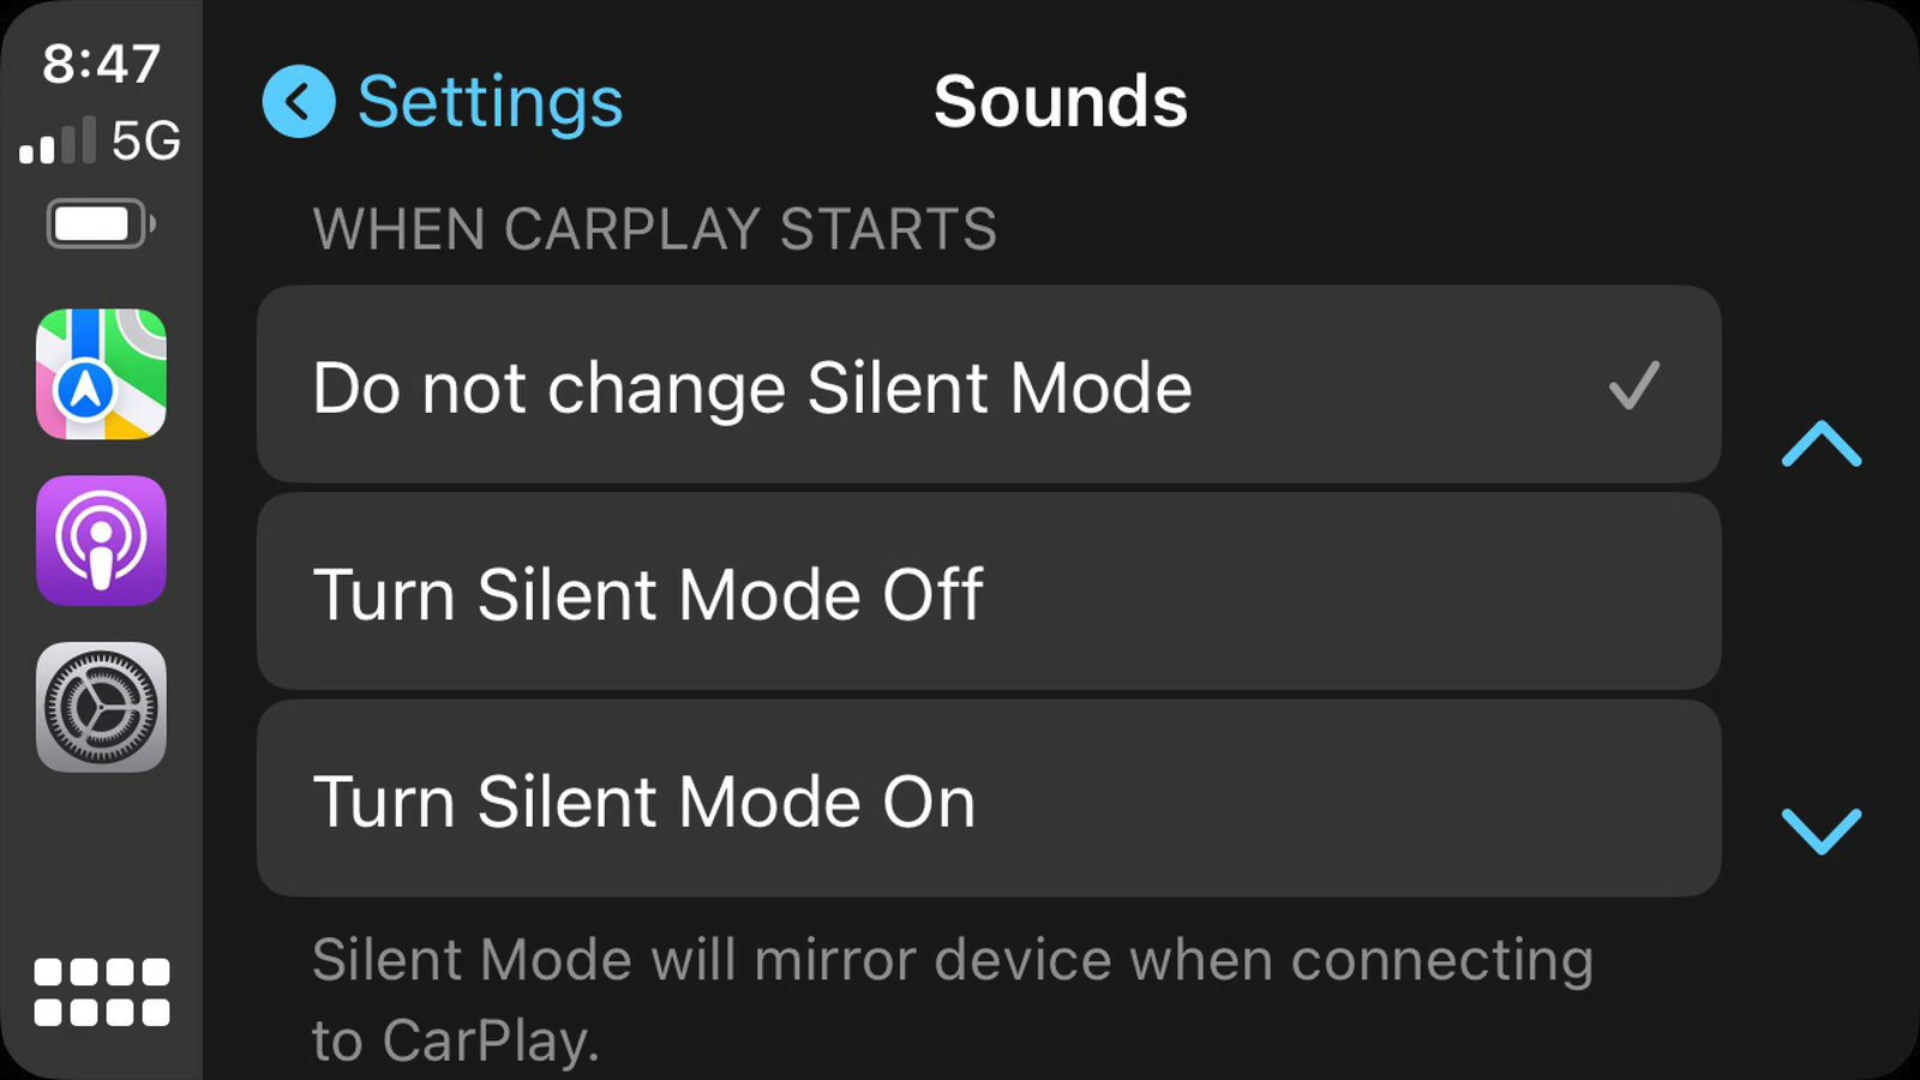 8:47
5G
Settings
Sounds
WHEN CARPLAY STARTS
Do not change Silent Mode
Turn Silent Mode Off
Turn Silent Mode On
Silent Mode will mirror device when connecting
to CarPlay.